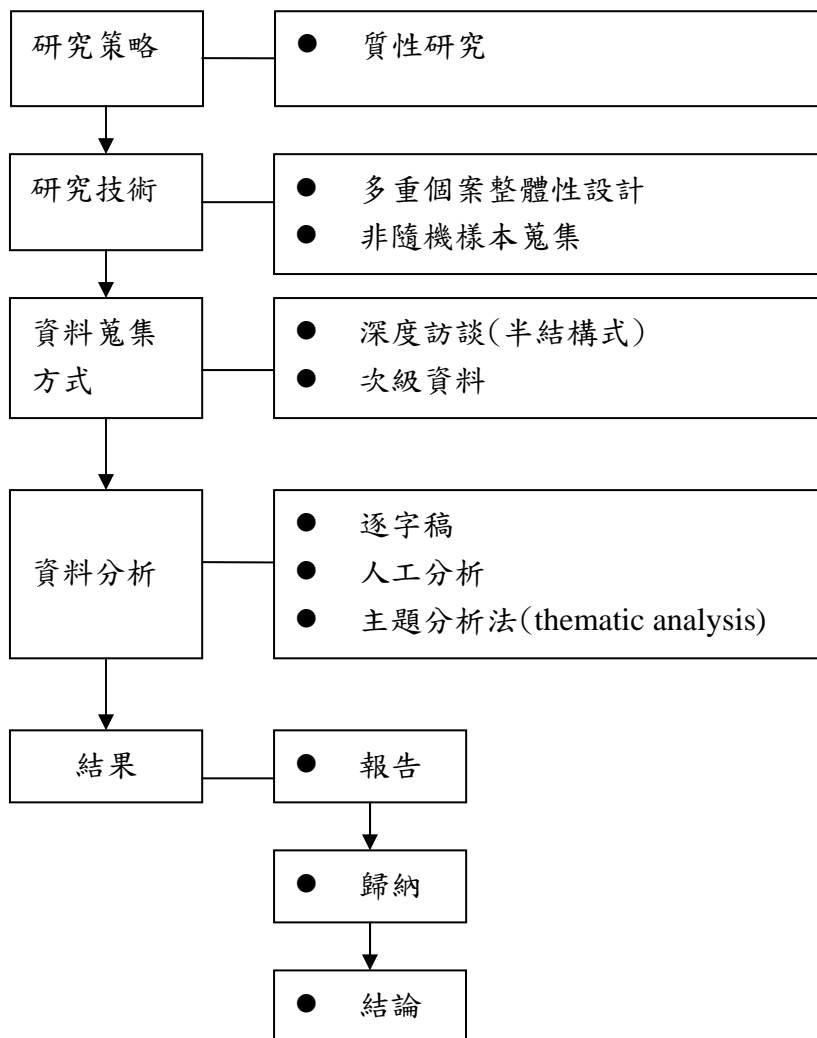 研究策略
● 質性研究
研究技術
● 多重個案整體性設計
● 非隨機樣本蒐集
資料蒐集
方式
● 深度訪談(半結構式)
● 次級資料
資料分析
● 逐字稿
● 人工分析
● 主題分析法(thematic analysis)
結果
● 報告
● 歸納
● 結論